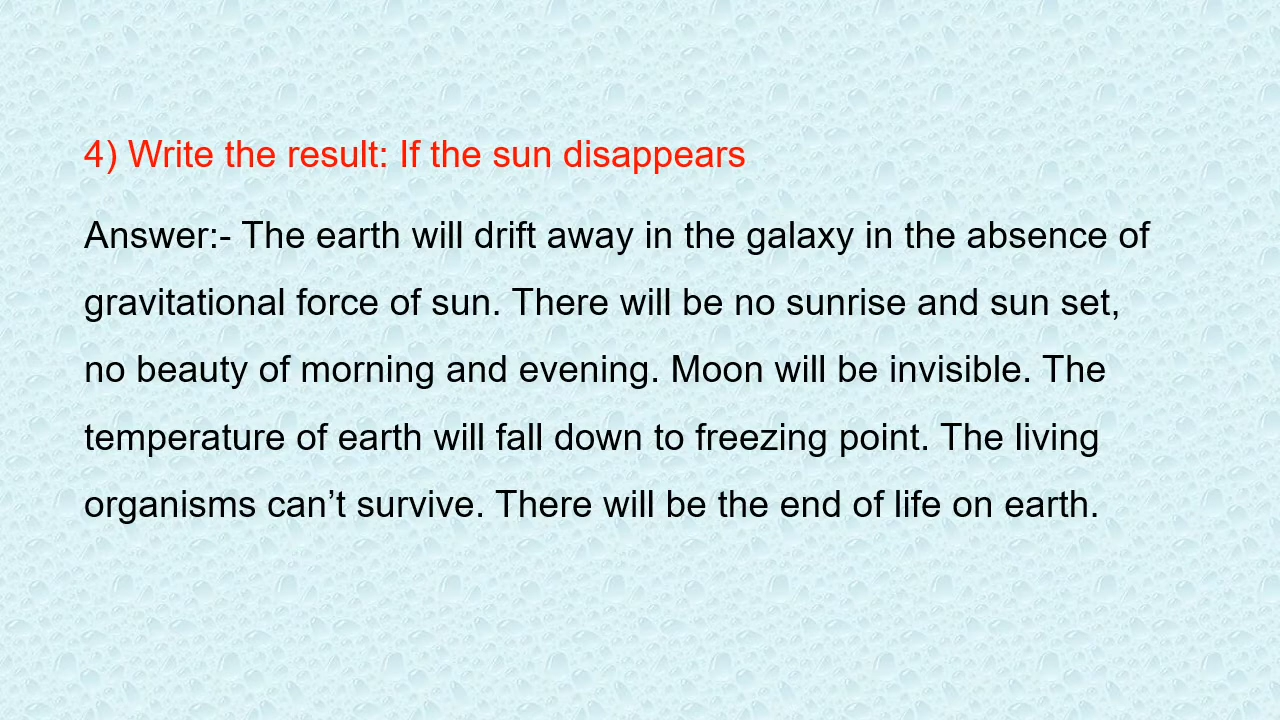 4) Write the result: If the sun disappears
Answer:- The earth will drift away in the galaxy in the absence of
gravitational force of sun. There will be no sunrise and sun set,
no beauty of morning and evening. Moon will be invisible. The
temperature of earth will fall down to freezing point. The living
organisms can’t survive. There will be the end of life on earth.